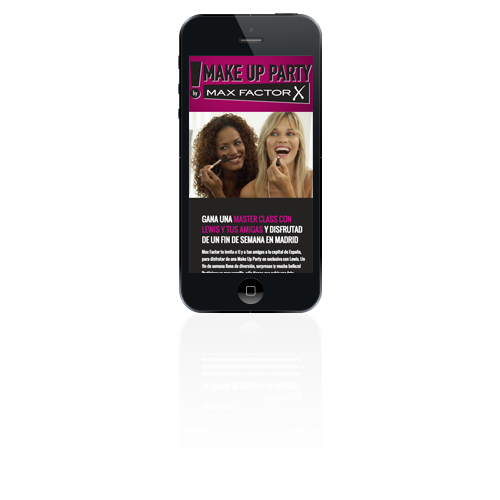 ! MAKE UP PARTY
by MAX FACTOR X
GANA UNA MASTER CLASS CON
LEWIS Y TUS AMIGAS Y DISFRUTAD
DE UN FIN DE SEMANA EN MADRID
Max Factor te invita a ti y a tus amigas a la capital de España,
para disfrutar de una Make Up Party en exclusiva con Lewis. Un
fin de semana lleno de diversión, sorpresas y mucha belleza!